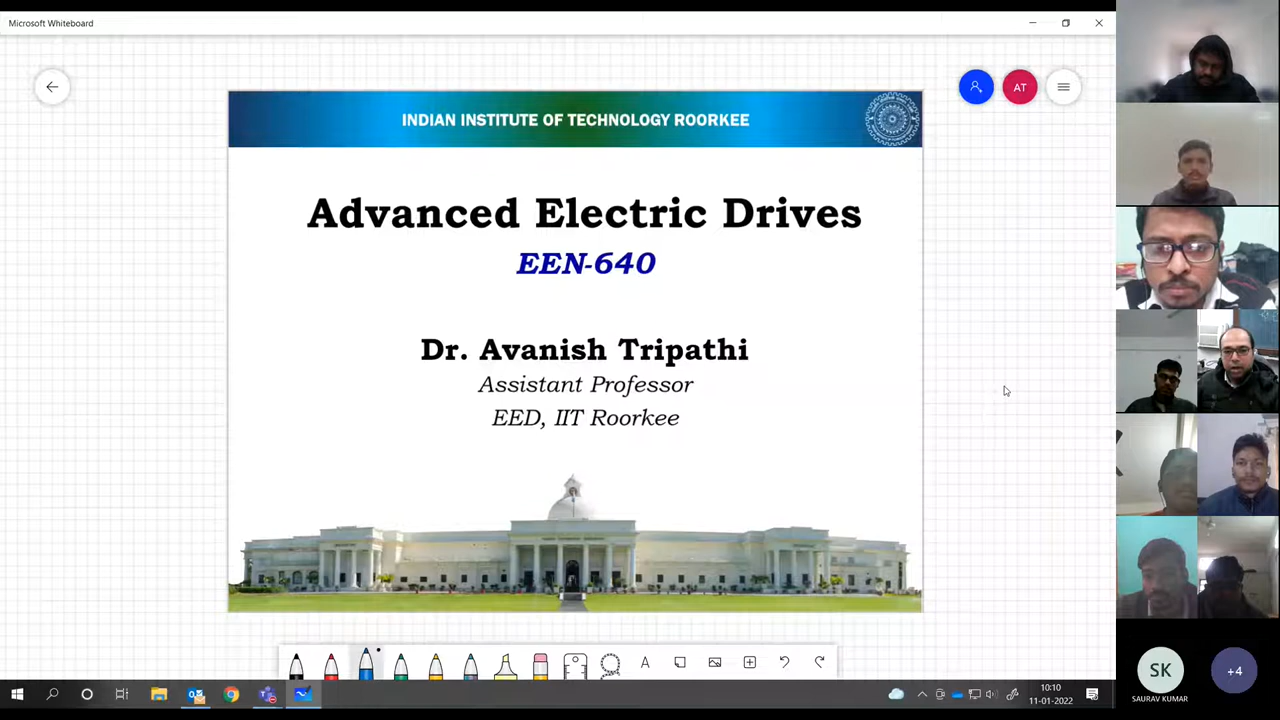 Microsoft Whiteboard
AT
INDIAN INSTITUTE OF TECHNOLOGY ROORKEE
Advanced Electric Drives
EEN-640
Dr. Avanish Tripathi
Assistant Professor
EED, IIT Roorkee
A
SK
+4
SAURAV KUMAR
10:10
11-01-2022